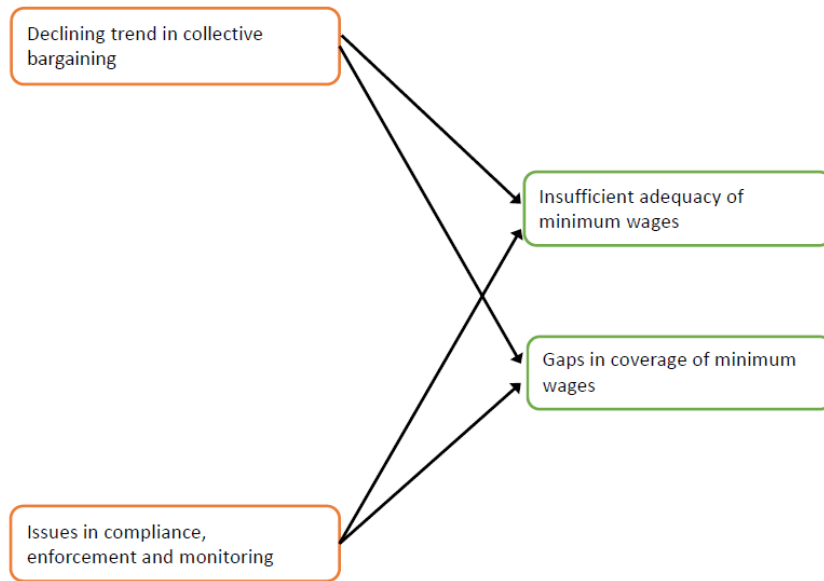 Declining trend in collective
bargaining
Insufficient adequacy of
minimum wages
Gaps in coverage of minimum
wages
Issues in compliance,
enforcement and monitoring